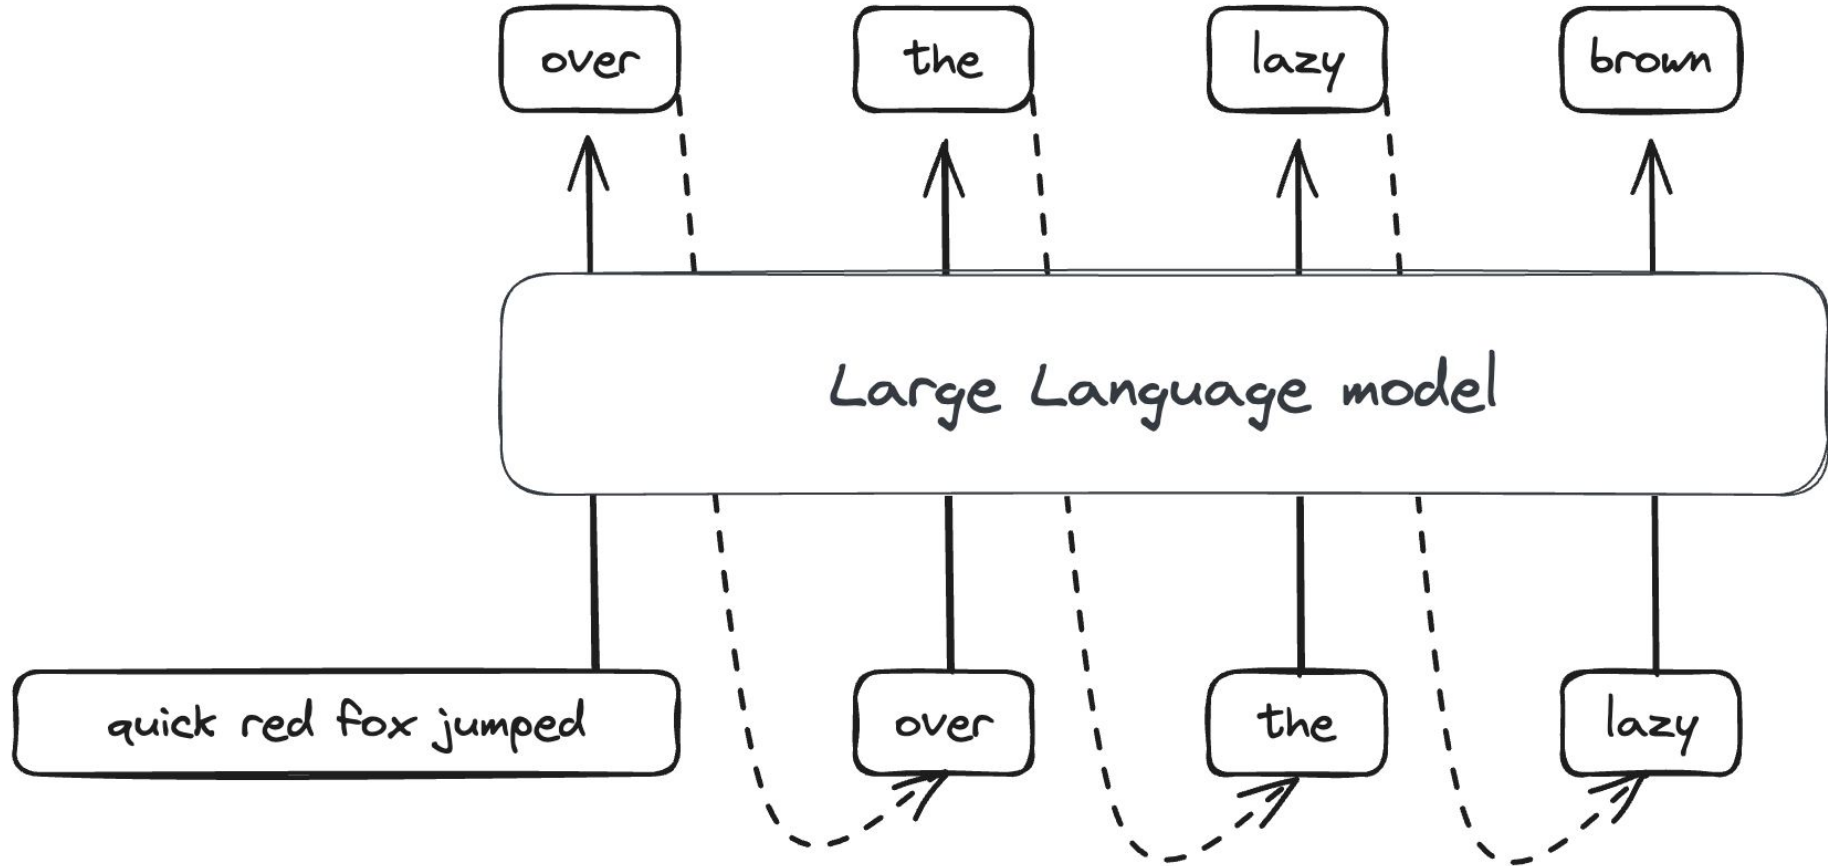 over
the
lazy
brown
Large Language model
quick red fox jumped
over
the
lazy